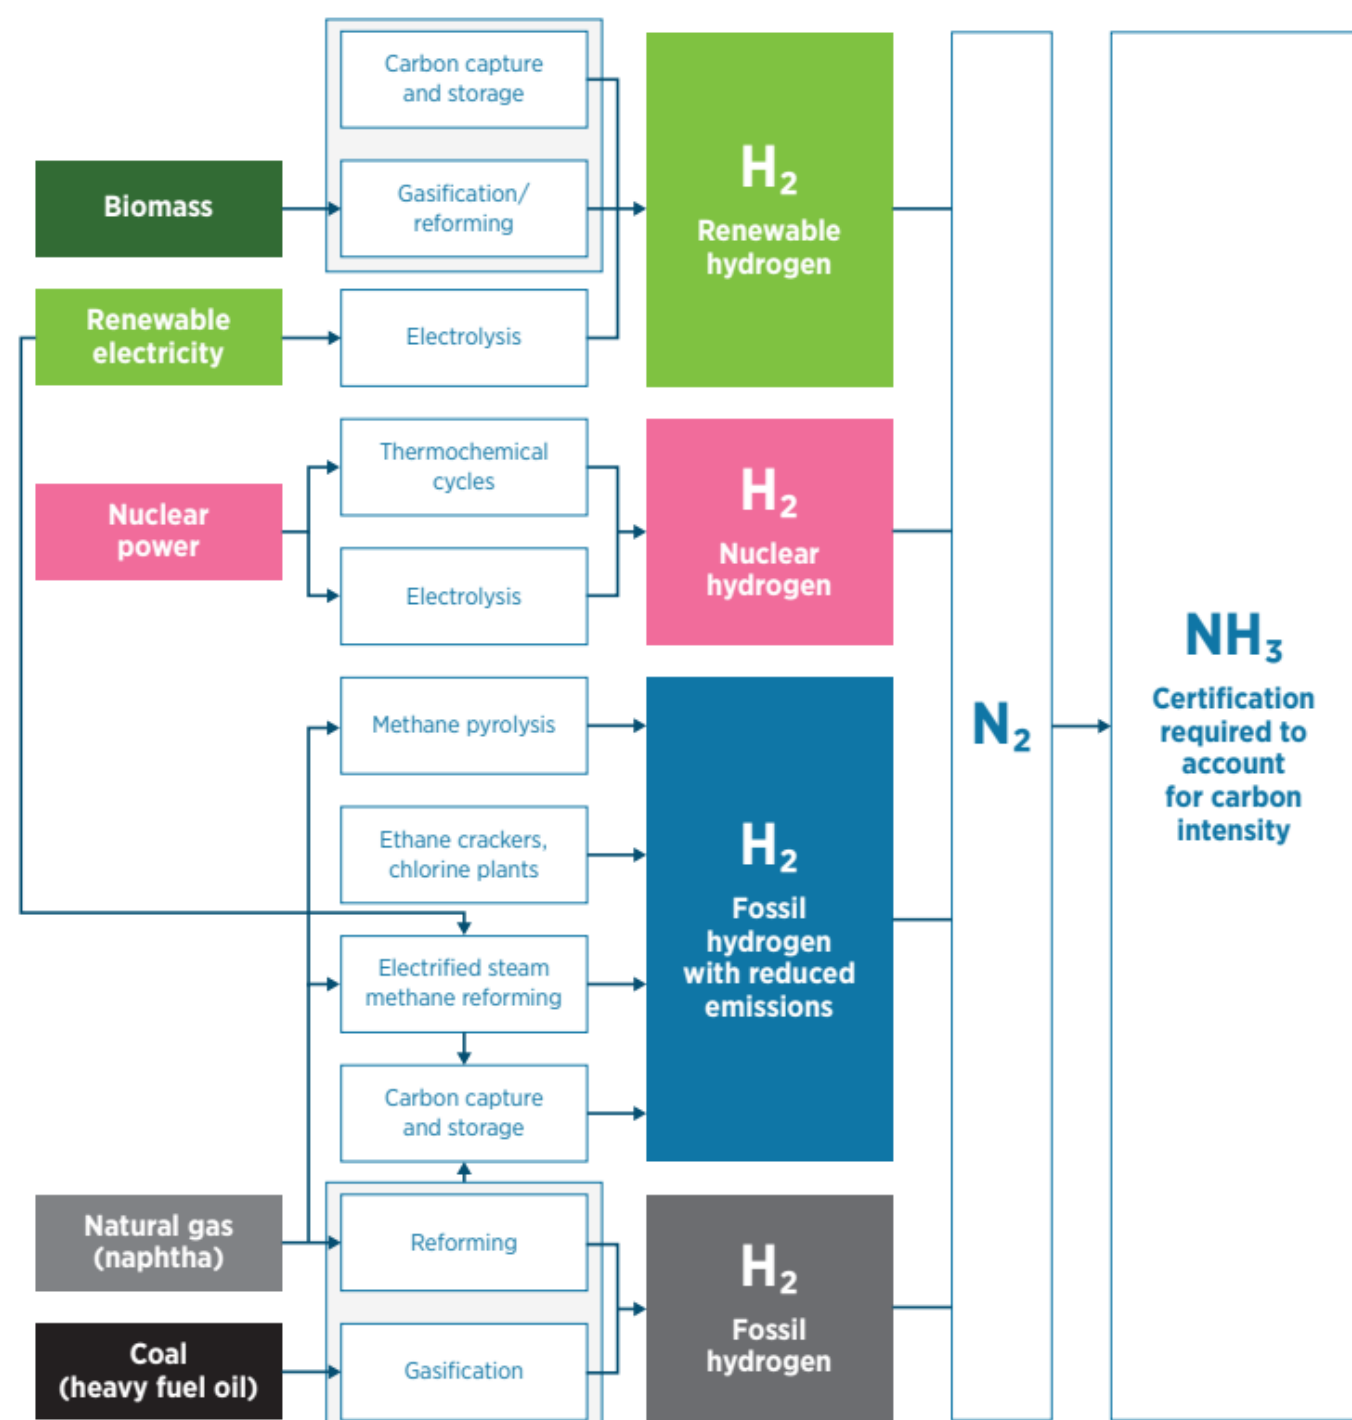 Carbon capture
and storage
Biomass
Gasification/
reforming
H₂
Renewable
hydrogen
Renewable
electricity
Electrolysis
Nuclear
power
Thermochemical
cycles
Electrolysis
H₂
Nuclear
hydrogen
Methane pyrolysis
Ethane crackers,
chlorine plants
Electrified steam
methane reforming
Carbon capture
and storage
H₂
Fossil
hydrogen
with reduced
emissions
Natural gas
(naphtha)
Reforming
Coal
(heavy fuel oil)
Gasification
H₂
Fossil
hydrogen
N₂
NH₃
Certification
required to
account
for carbon
intensity